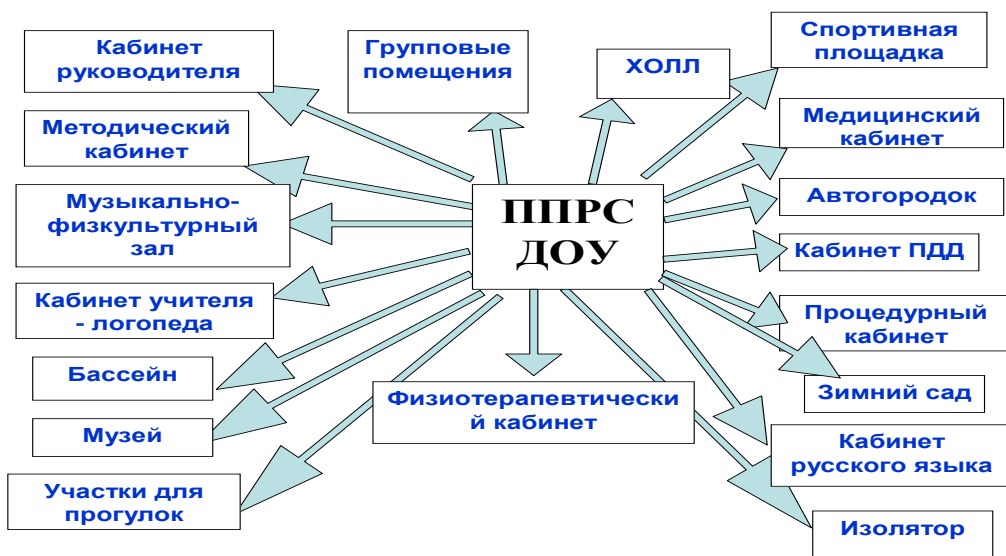 Кабинет
руководителя
Групповые
помещения
ХОЛЛ
Спортивная
площадка
Методический
кабинет
Медицинский
кабинет
Музыкально-
физкультурный
зал
ППРС
ДОУ
Автогородок
Кабинет ПДД
Кабинет учителя
- логопеда
Процедурный
кабинет
Бассейн
Физиотерапевтически
й кабинет
Зимний сад
Музей
Кабинет
русского языка
Участки для
прогулок
Изолятор